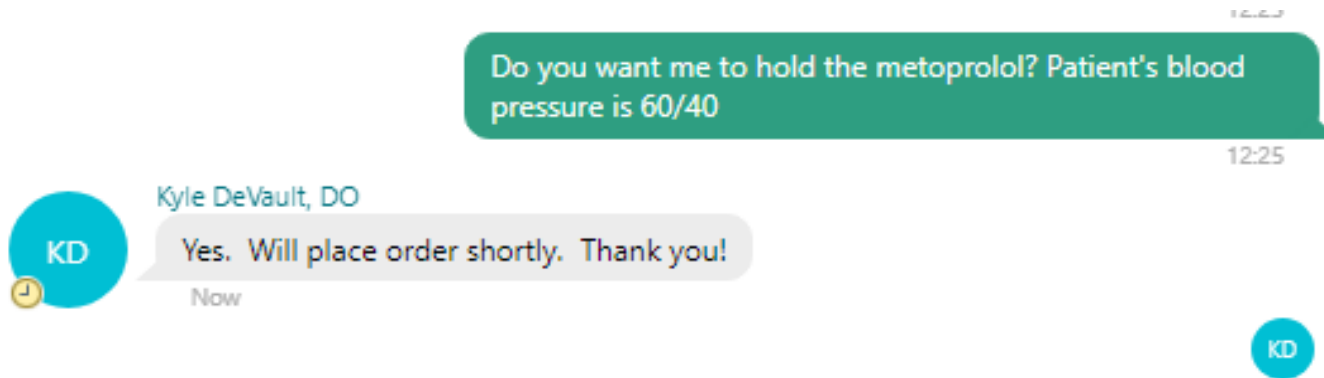 Do you want me to hold the metoprolol? Patient's blood
pressure is 60/40
12:25
Kyle DeVault, DO
KD
Yes.  Will place order shortly.  Thank you!
Now
KD